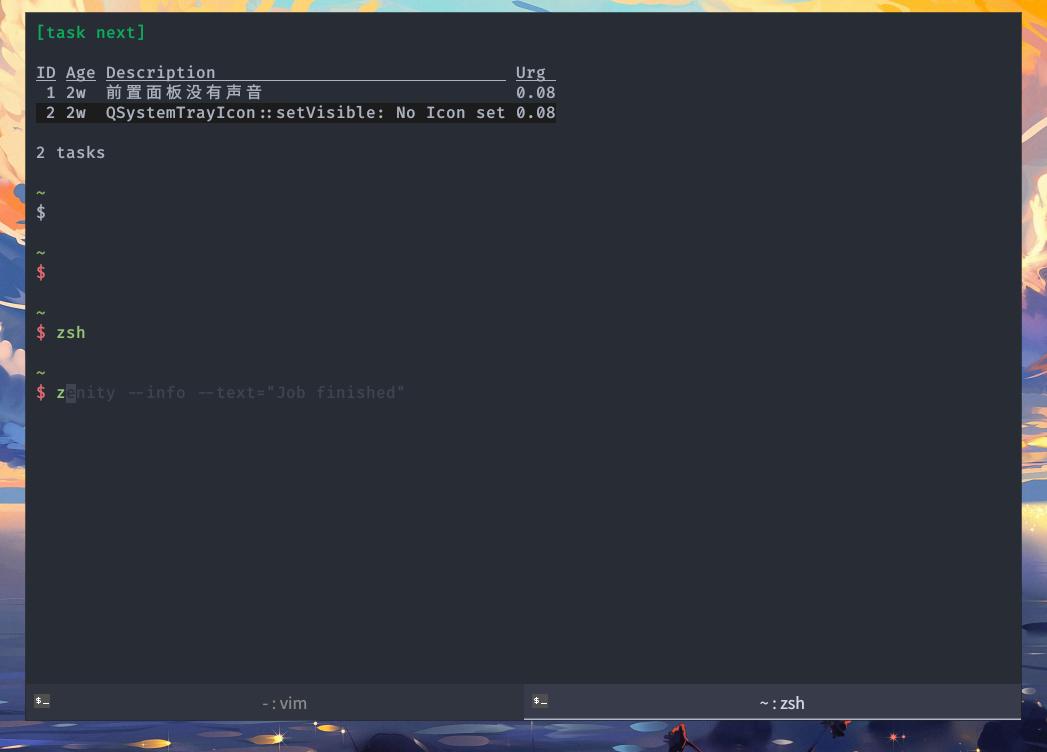 [task next]
ID Age Description Urg
1 2w 前置面板没有声音 0.08
2 2w QSystemTrayIcon::setVisible: No Icon set 0.08
2 tasks
~
$
~
$
~
$ zsh
~
$ zenity --info --text="Job finished"
$_ - : vim
$_ ~ : zsh